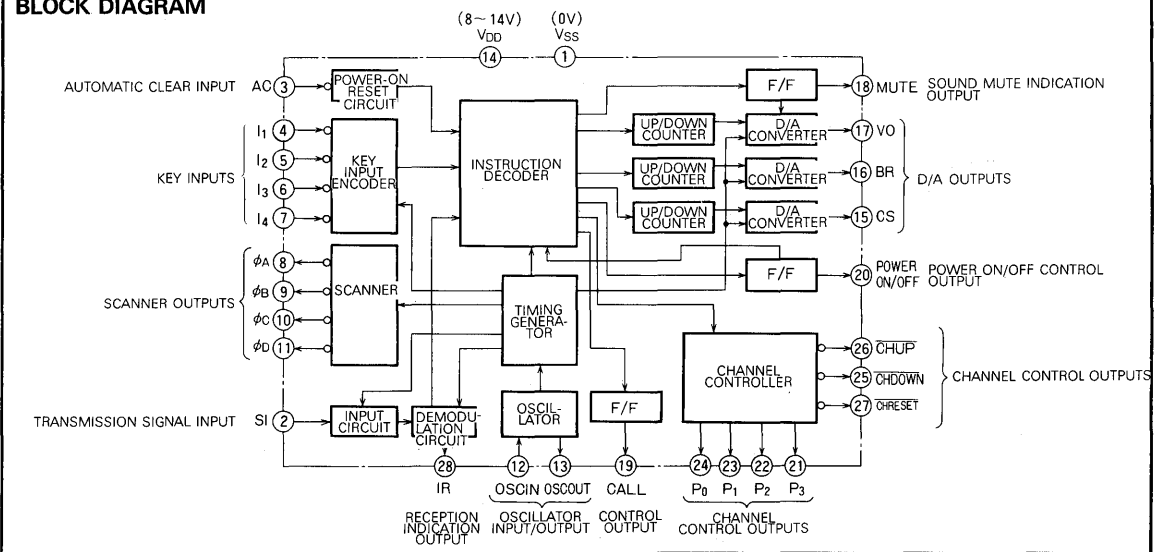 BLOCK DIAGRAM
(8~14V)
VDD
(0V)
VSS
14
1
AUTOMATIC CLEAR INPUT
AC
3
POWER-ON
RESET
CIRCUIT
F/F
18
MUTE
SOUND MUTE INDICATION
OUTPUT
KEY INPUTS
I1
4
I2
5
I3
6
I4
7
KEY
INPUT
ENCODER
INSTRUCTION
DECODER
UP/DOWN
COUNTER
D/A
CONVERTER
17
VO
UP/DOWN
COUNTER
D/A
CONVERTER
16
BR
UP/DOWN
COUNTER
D/A
CONVERTER
15
CS
D/A OUTPUTS
SCANNER OUTPUTS
φA
8
φB
9
φC
10
φD
11
SCANNER
TIMING
GENERA-
TOR
F/F
20
POWER
ON/OFF
POWER ON/OFF CONTROL
OUTPUT
CHANNEL
CONTROLLER
26
CHUP
25
CHDOWN
27
CHRESET
CHANNEL CONTROL OUTPUTS
TRANSMISSION SIGNAL INPUT
SI
2
INPUT
CIRCUIT
DEMODU-
LATION
CIRCUIT
OSCIL-
LATOR
F/F
28
12
13
19
24
23
22
21
IR
OSCIN
OSCOUT
CALL
P0
P1
P2
P3
RECEPTION
INDICATION
OUTPUT
OSCILLATOR
INPUT/OUTPUT
CONTROL
OUTPUT
CHANNEL
CONTROL OUTPUTS